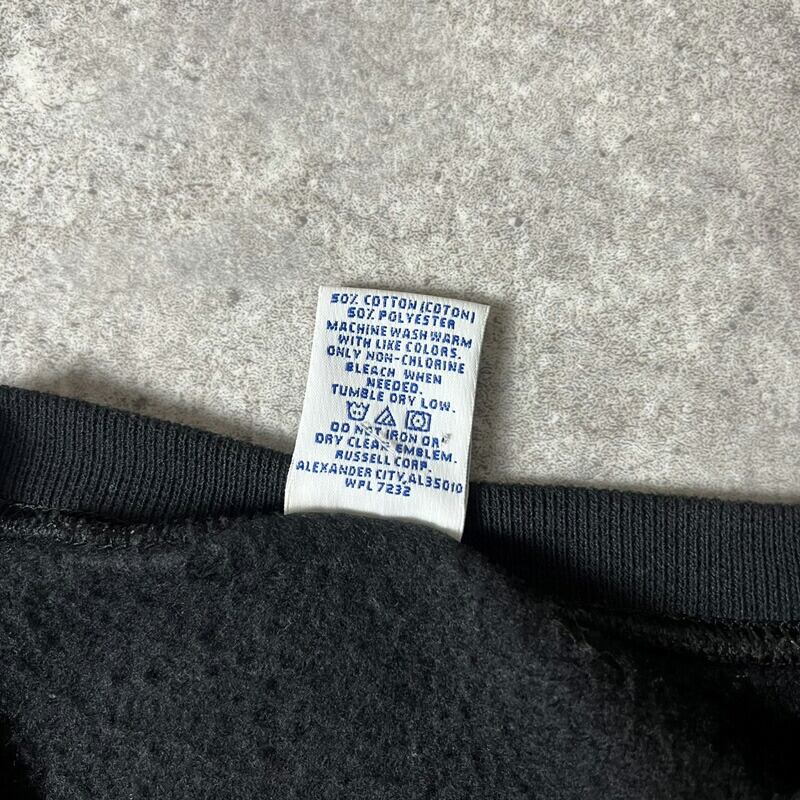 50% COTTON (COTON)
50% POLYESTER
MACHINE WASH WARM
WITH LIKE COLORS.
ONLY NON-CHLORINE
BLEACH WHEN
NEEDED.
TUMBLE DRY LOW.
DO NOT IRON OR
DRY CLEAN EMBLEM.
RUSSELL CORP.
ALEXANDER CITY, AL35010
WPL 7232